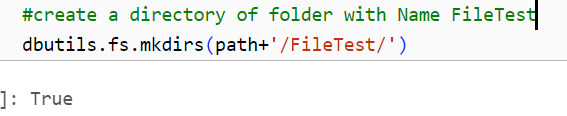 #create a directory of folder with Name FileTest
dbutils.fs.mkdirs(path+'/FileTest/')
]: True